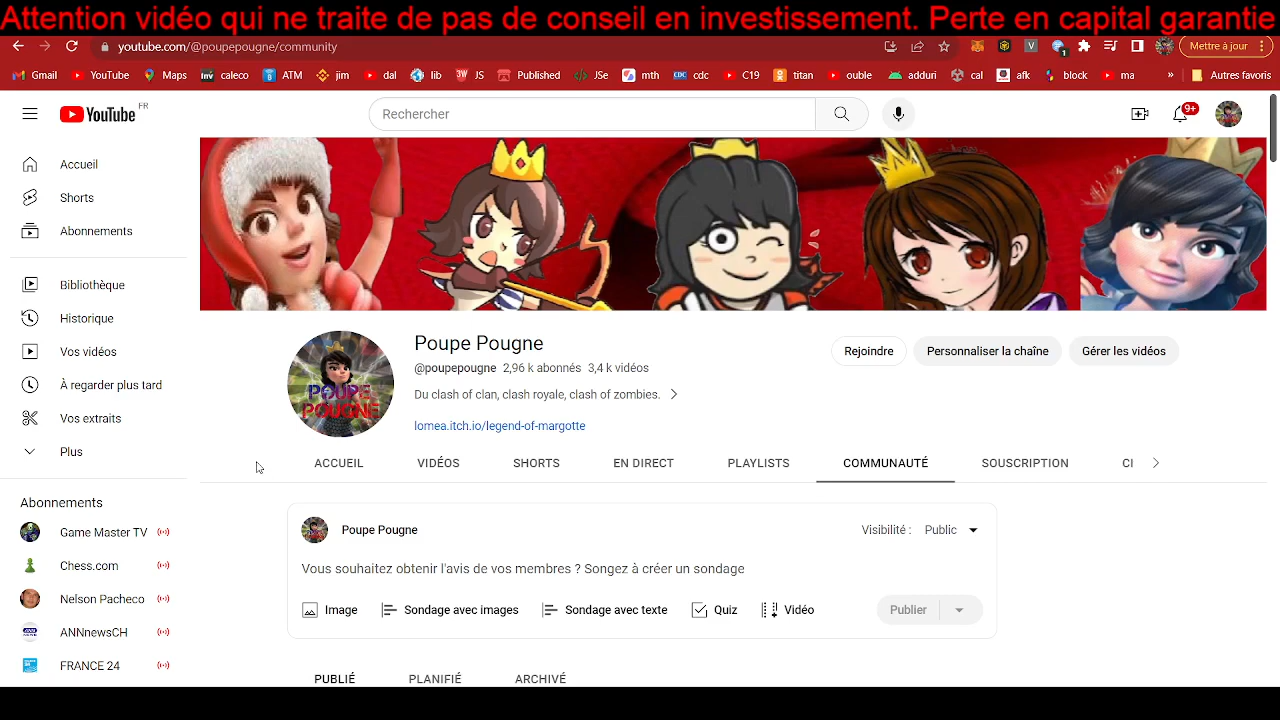 Attention vidéo qui ne traite de pas de conseil en investissement. Perte en capital garantie
youtube.com/@poupepougne/community
Mettre à jour
Gmail YouTube Maps caleco ATM jim dal lib JS Published JSe mth cdc C19 titan ouble adduri cal afk block ma » Autres favoris
YouTube FR
Rechercher
9+
Accueil
Shorts
Abonnements
Bibliothèque
Historique
Vos vidéos
À regarder plus tard
Vos extraits
Plus
Abonnements
Game Master TV
Chess.com
Nelson Pacheco
ANNnewsCH
FRANCE 24
POUPE
POUGNE
Poupe Pougne
@poupepougne 2,96 k abonnés 3,4 k vidéos
Du clash of clan, clash royale, clash of zombies.
lomea.itch.io/legend-of-margotte
Rejoindre
Personnaliser la chaîne
Gérer les vidéos
ACCUEIL VIDÉOS SHORTS EN DIRECT PLAYLISTS COMMUNAUTÉ SOUSCRIPTION CI
Poupe Pougne
Visibilité : Public
Vous souhaitez obtenir l'avis de vos membres ? Songez à créer un sondage
Image Sondage avec images Sondage avec texte Quiz Vidéo Publier
PUBLIÉ PLANIFIÉ ARCHIVÉ